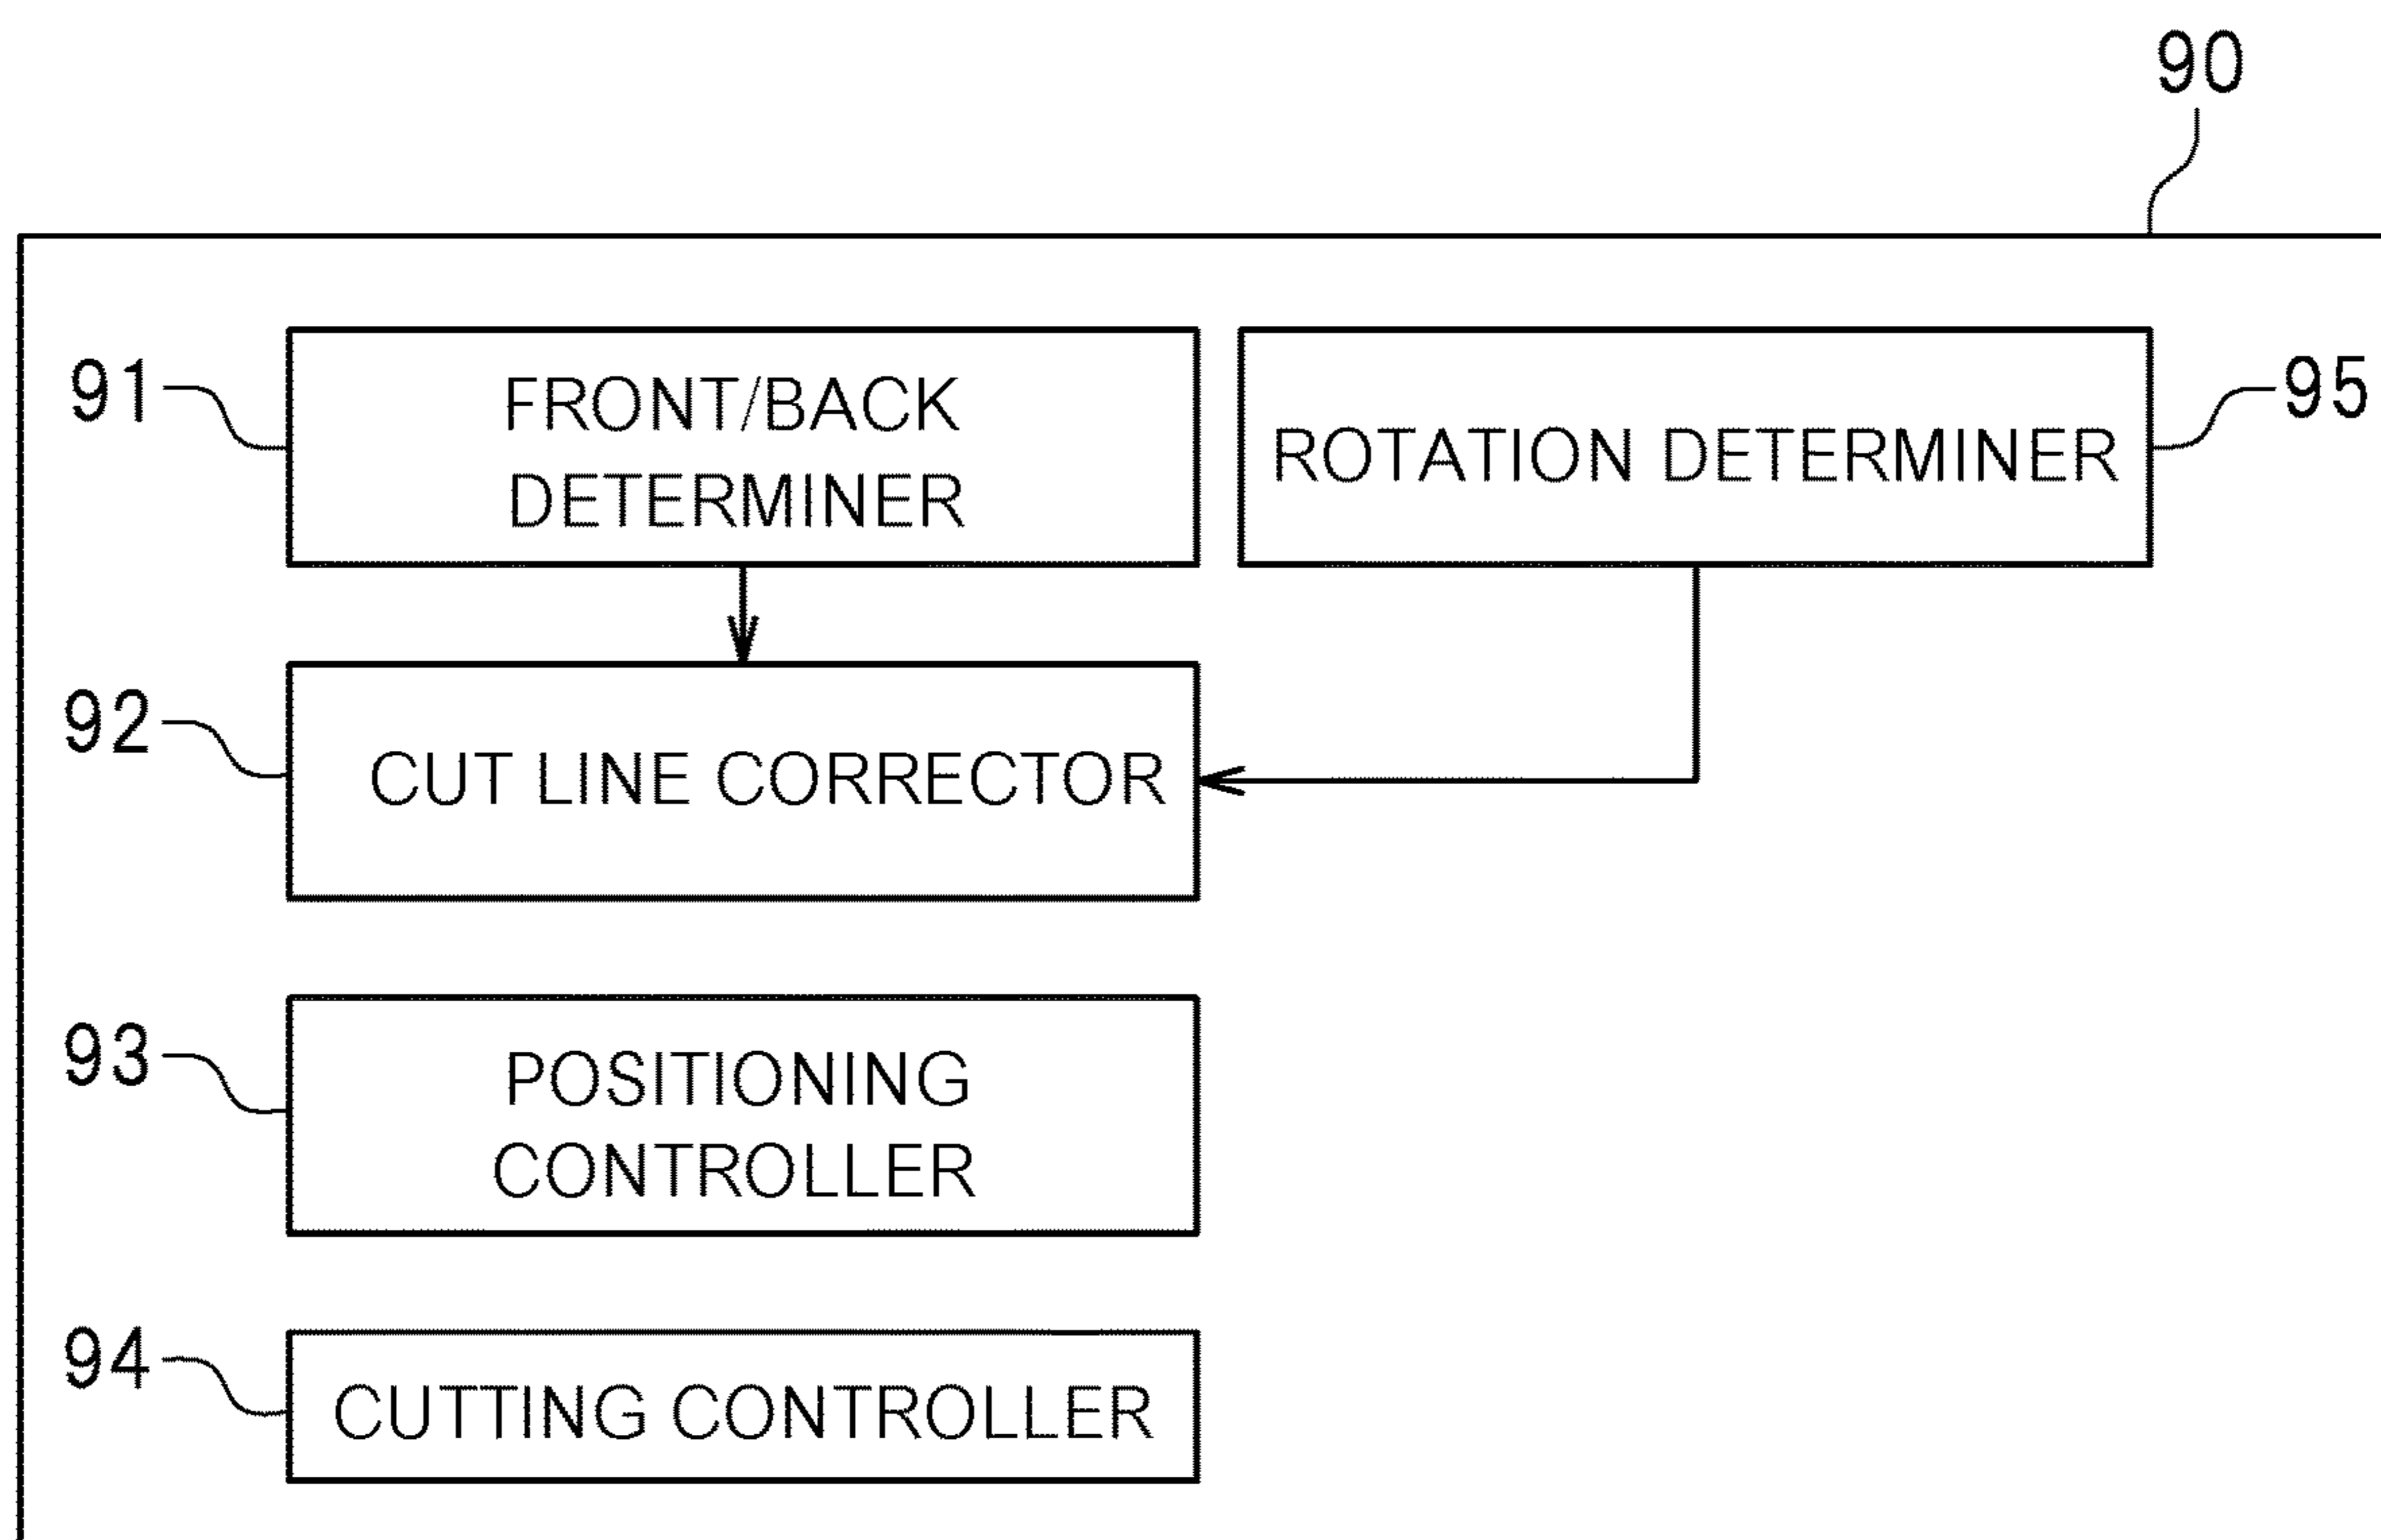 90
91
FRONT/BACK
DETERMINER
ROTATION DETERMINER
95
92
CUT LINE CORRECTOR
93
POSITIONING
CONTROLLER
94
CUTTING CONTROLLER